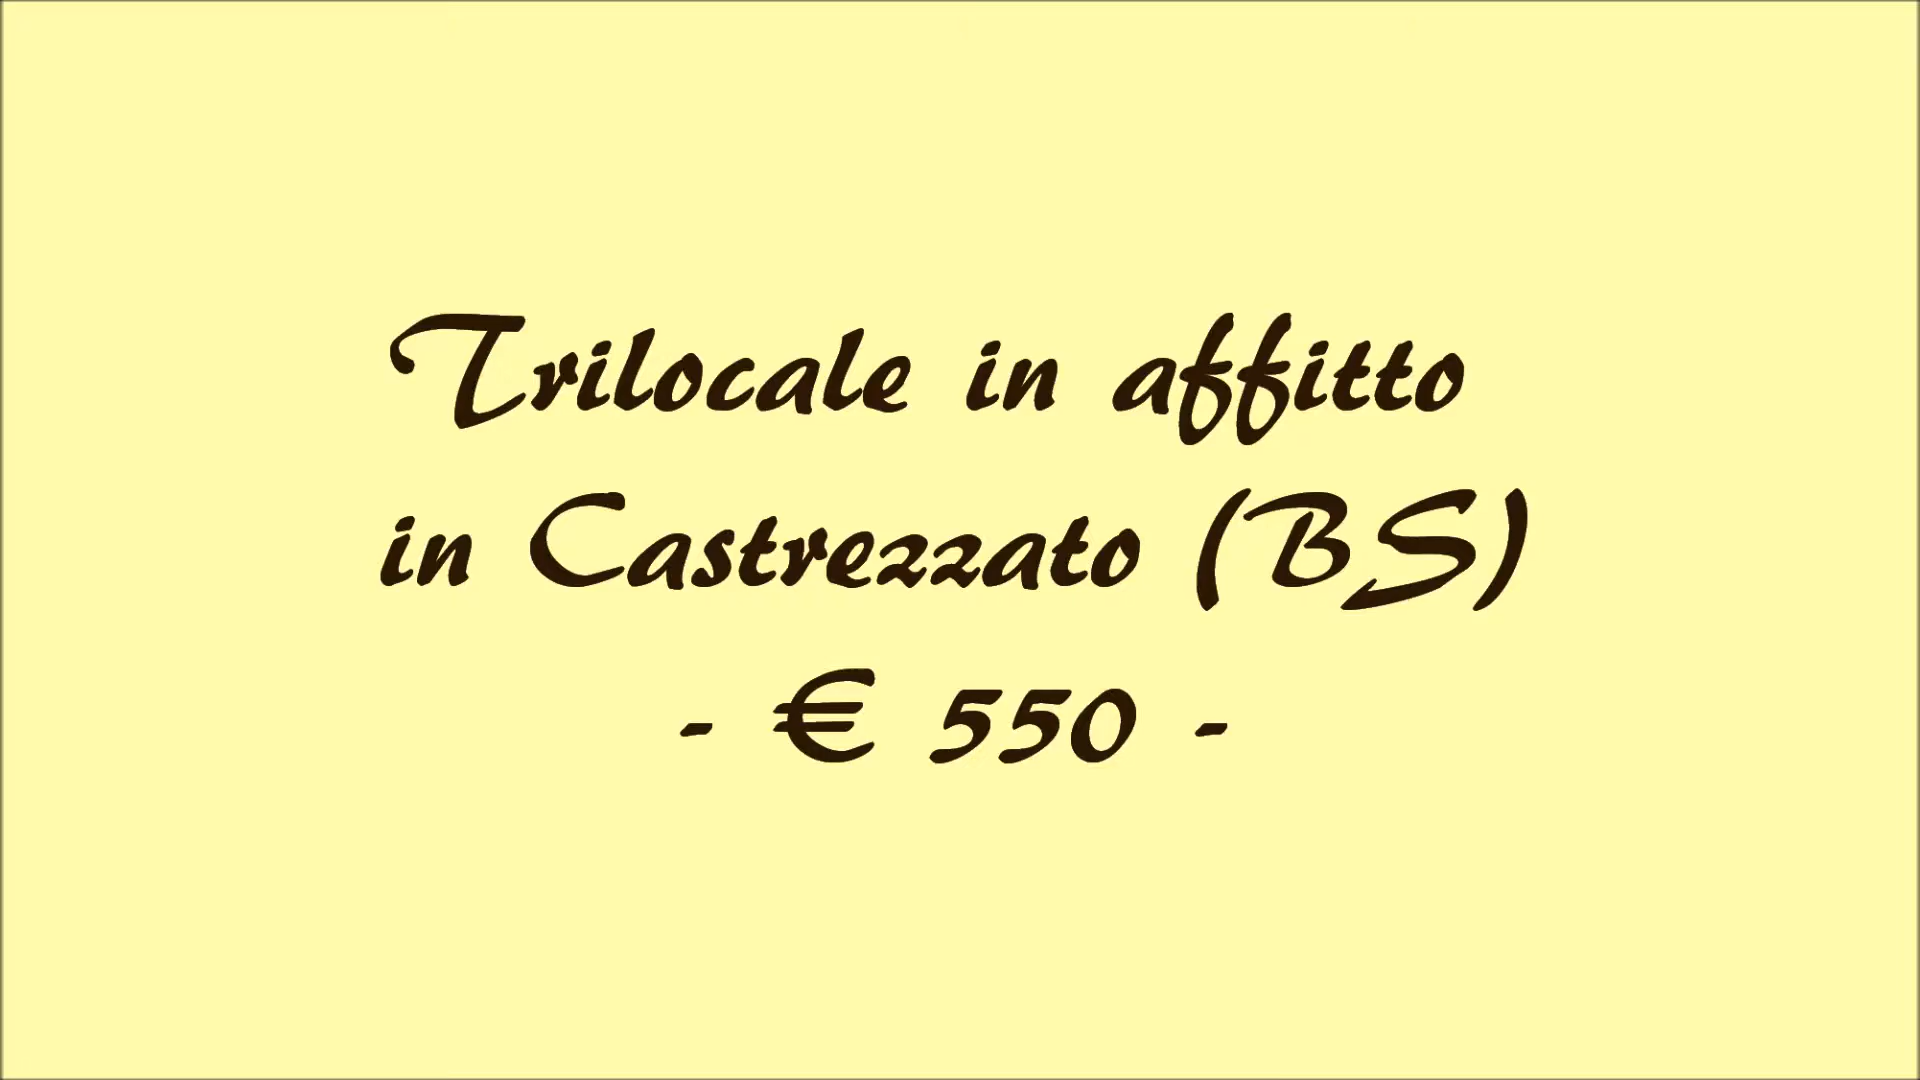 Trilocale in affitto
in Castrezzato (BS)
- € 550 -